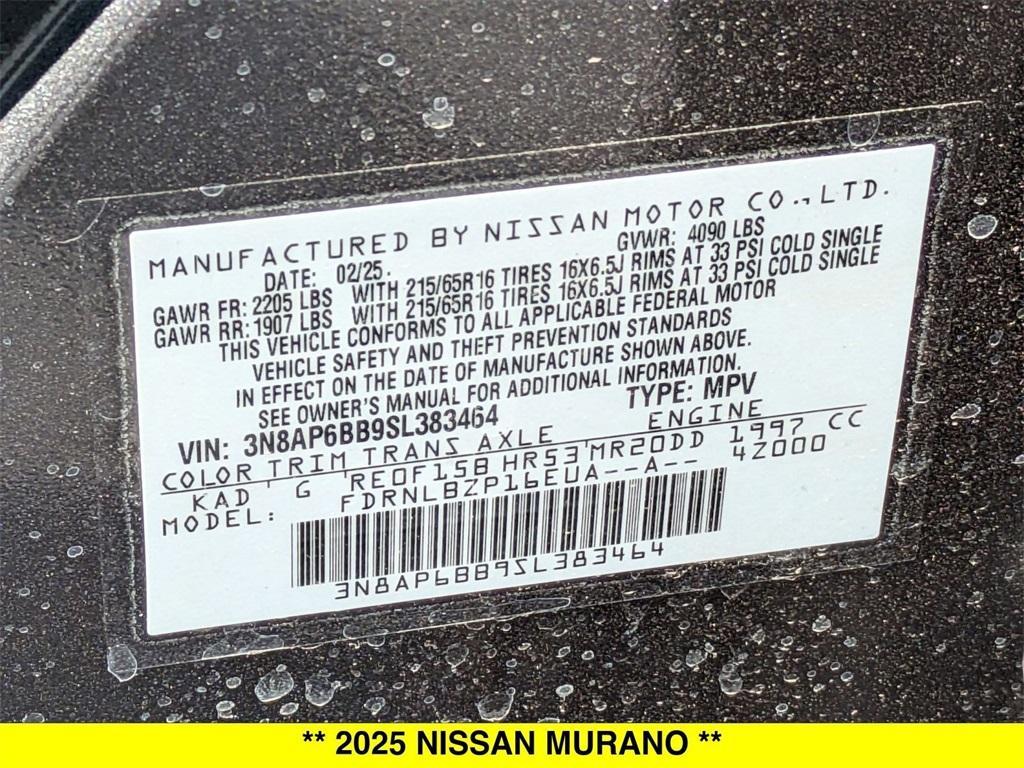 MANUFACTURED BY NISSAN MOTOR CO., LTD.
DATE: 02/25. GVWR: 4090 LBS
GAWR FR: 2205 LBS WITH 215/65R16 TIRES 16X6.5J RIMS AT 33 PSI COLD SINGLE
GAWR RR: 1907 LBS WITH 215/65R16 TIRES 16X6.5J RIMS AT 33 PSI COLD SINGLE
THIS VEHICLE CONFORMS TO ALL APPLICABLE FEDERAL MOTOR
VEHICLE SAFETY AND THEFT PREVENTION STANDARDS
IN EFFECT ON THE DATE OF MANUFACTURE SHOWN ABOVE.
SEE OWNER'S MANUAL FOR ADDITIONAL INFORMATION.
VIN: 3N8AP6BB9SL383464 TYPE: MPV
COLOR TRIM TRANS AXLE ENGINE
KAD ' G 'RE0F15B HR53'MR20DD 1997 CC
MODEL: FDRNLBZP16EUA--A-- 4Z000
3N8AP6BB9SL383464
** 2025 NISSAN MURANO **